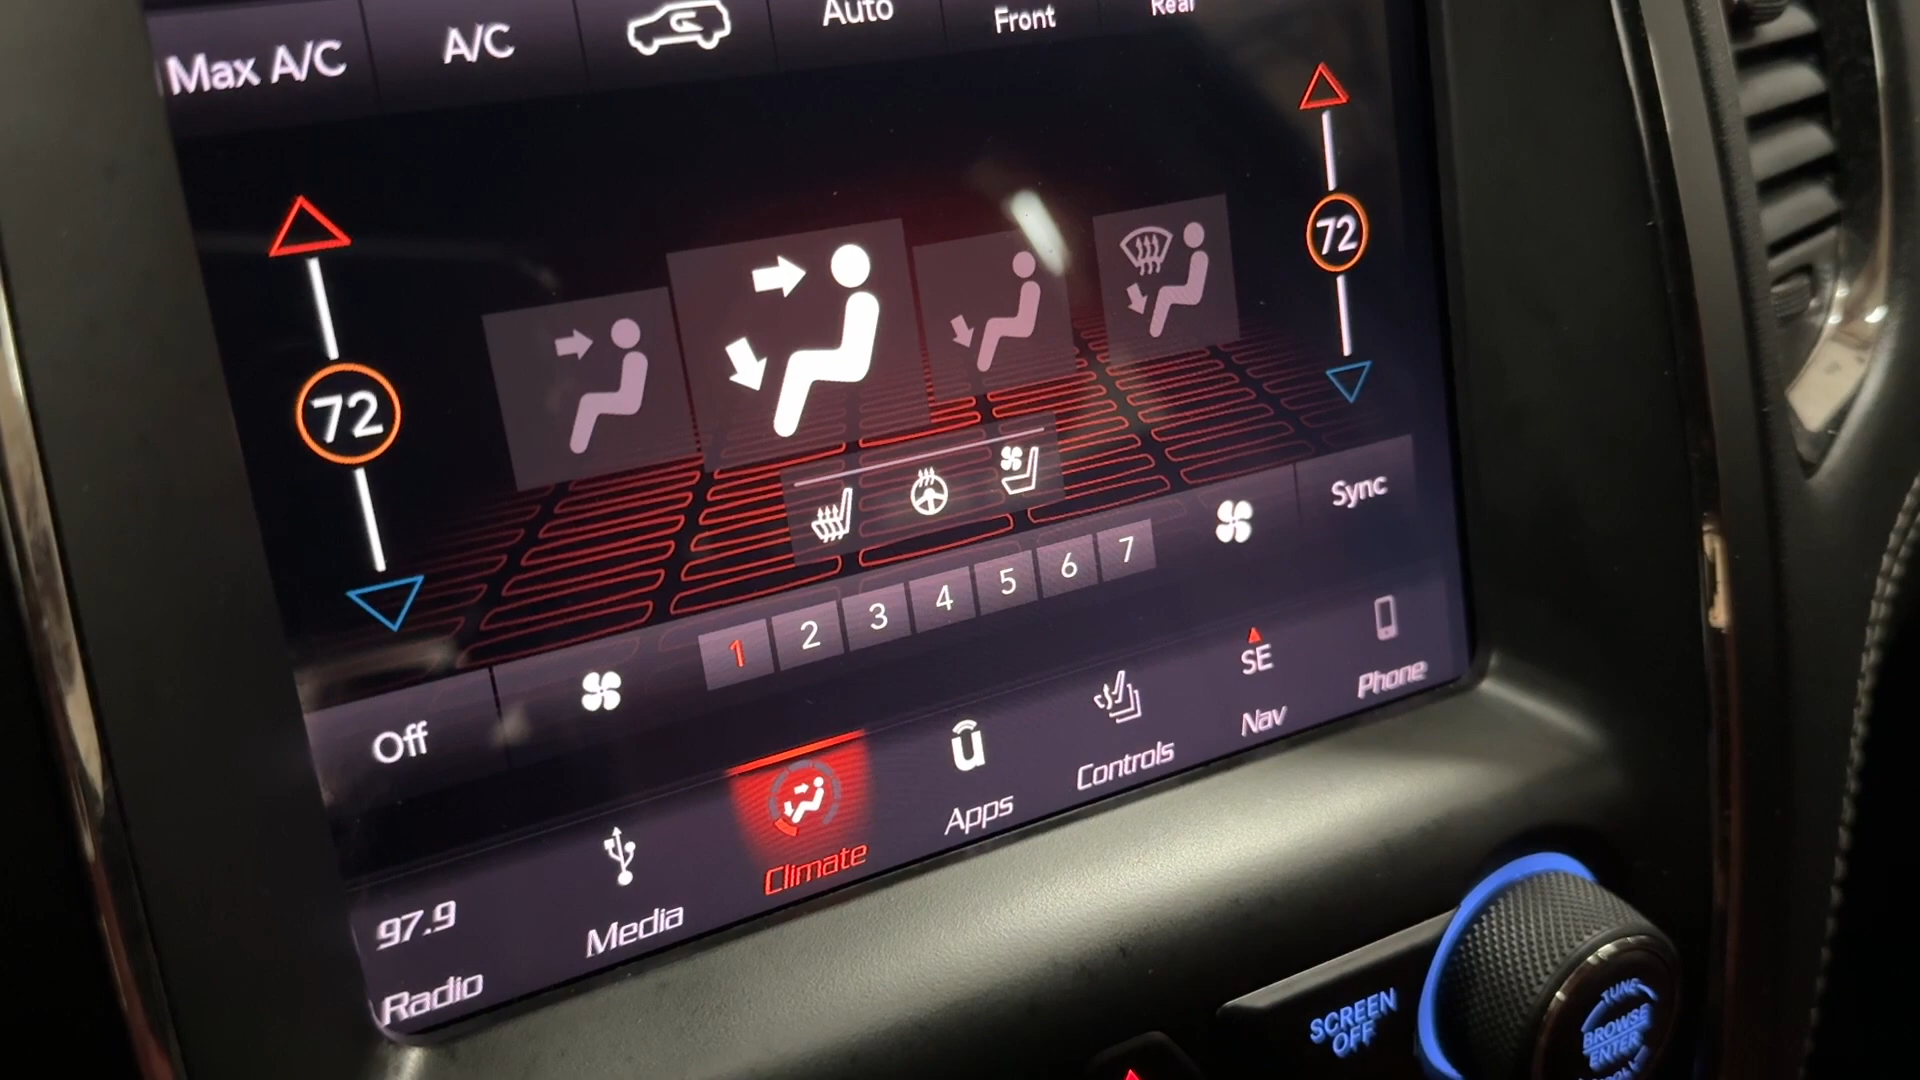 Max A/C
A/C
Auto
Front
Rear
72
72
Sync
1 2 3 4 5 6 7
Off
SE
97.9
Radio
Media
Climate
Apps
Controls
Nav
Phone
SCREEN
OFF
TUNE
BROWSE
ENTER